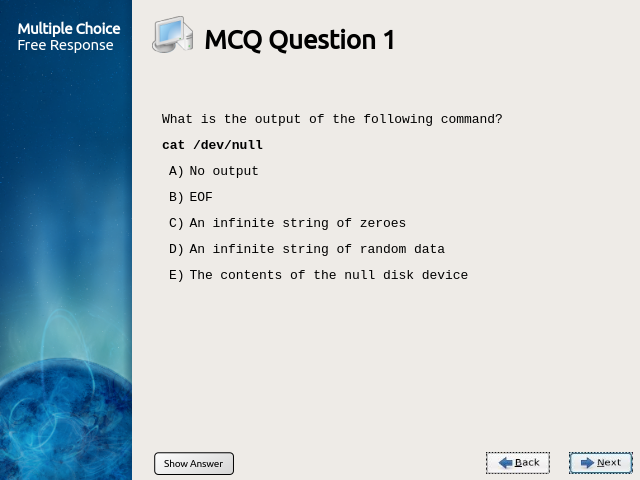 Multiple Choice
Free Response
MCQ Question 1
What is the output of the following command?
cat /dev/null
A) No output
B) EOF
C) An infinite string of zeroes
D) An infinite string of random data
E) The contents of the null disk device
Show Answer
Back
Next